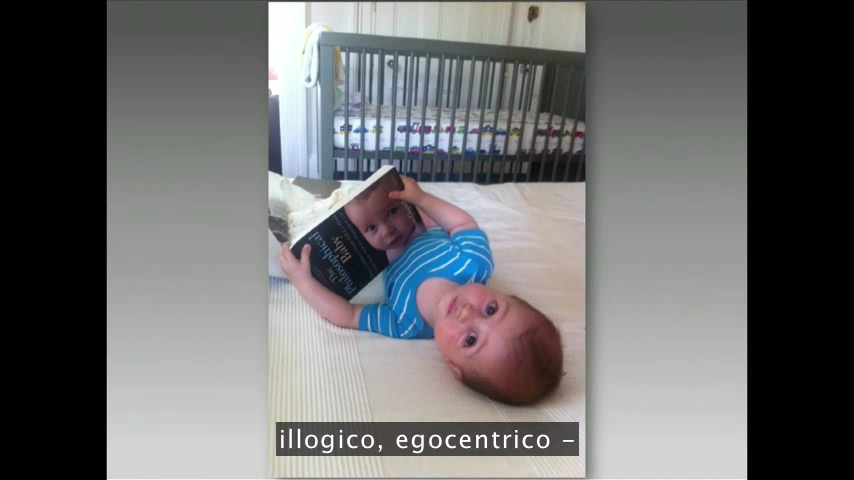 The
Philosophical
Baby
illogico, egocentrico –